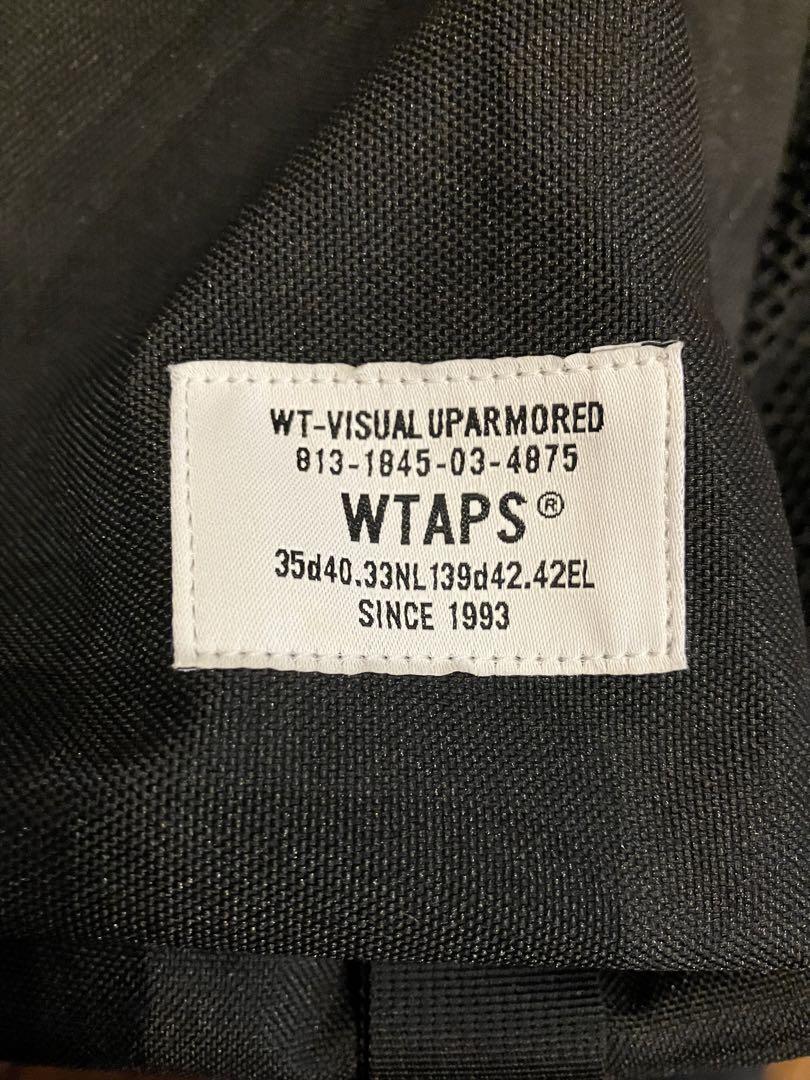 WT-VISUAL UPARMORED
813-1845-03-4875
WTAPS®
35d40.33NL139d42.42EL
SINCE 1993